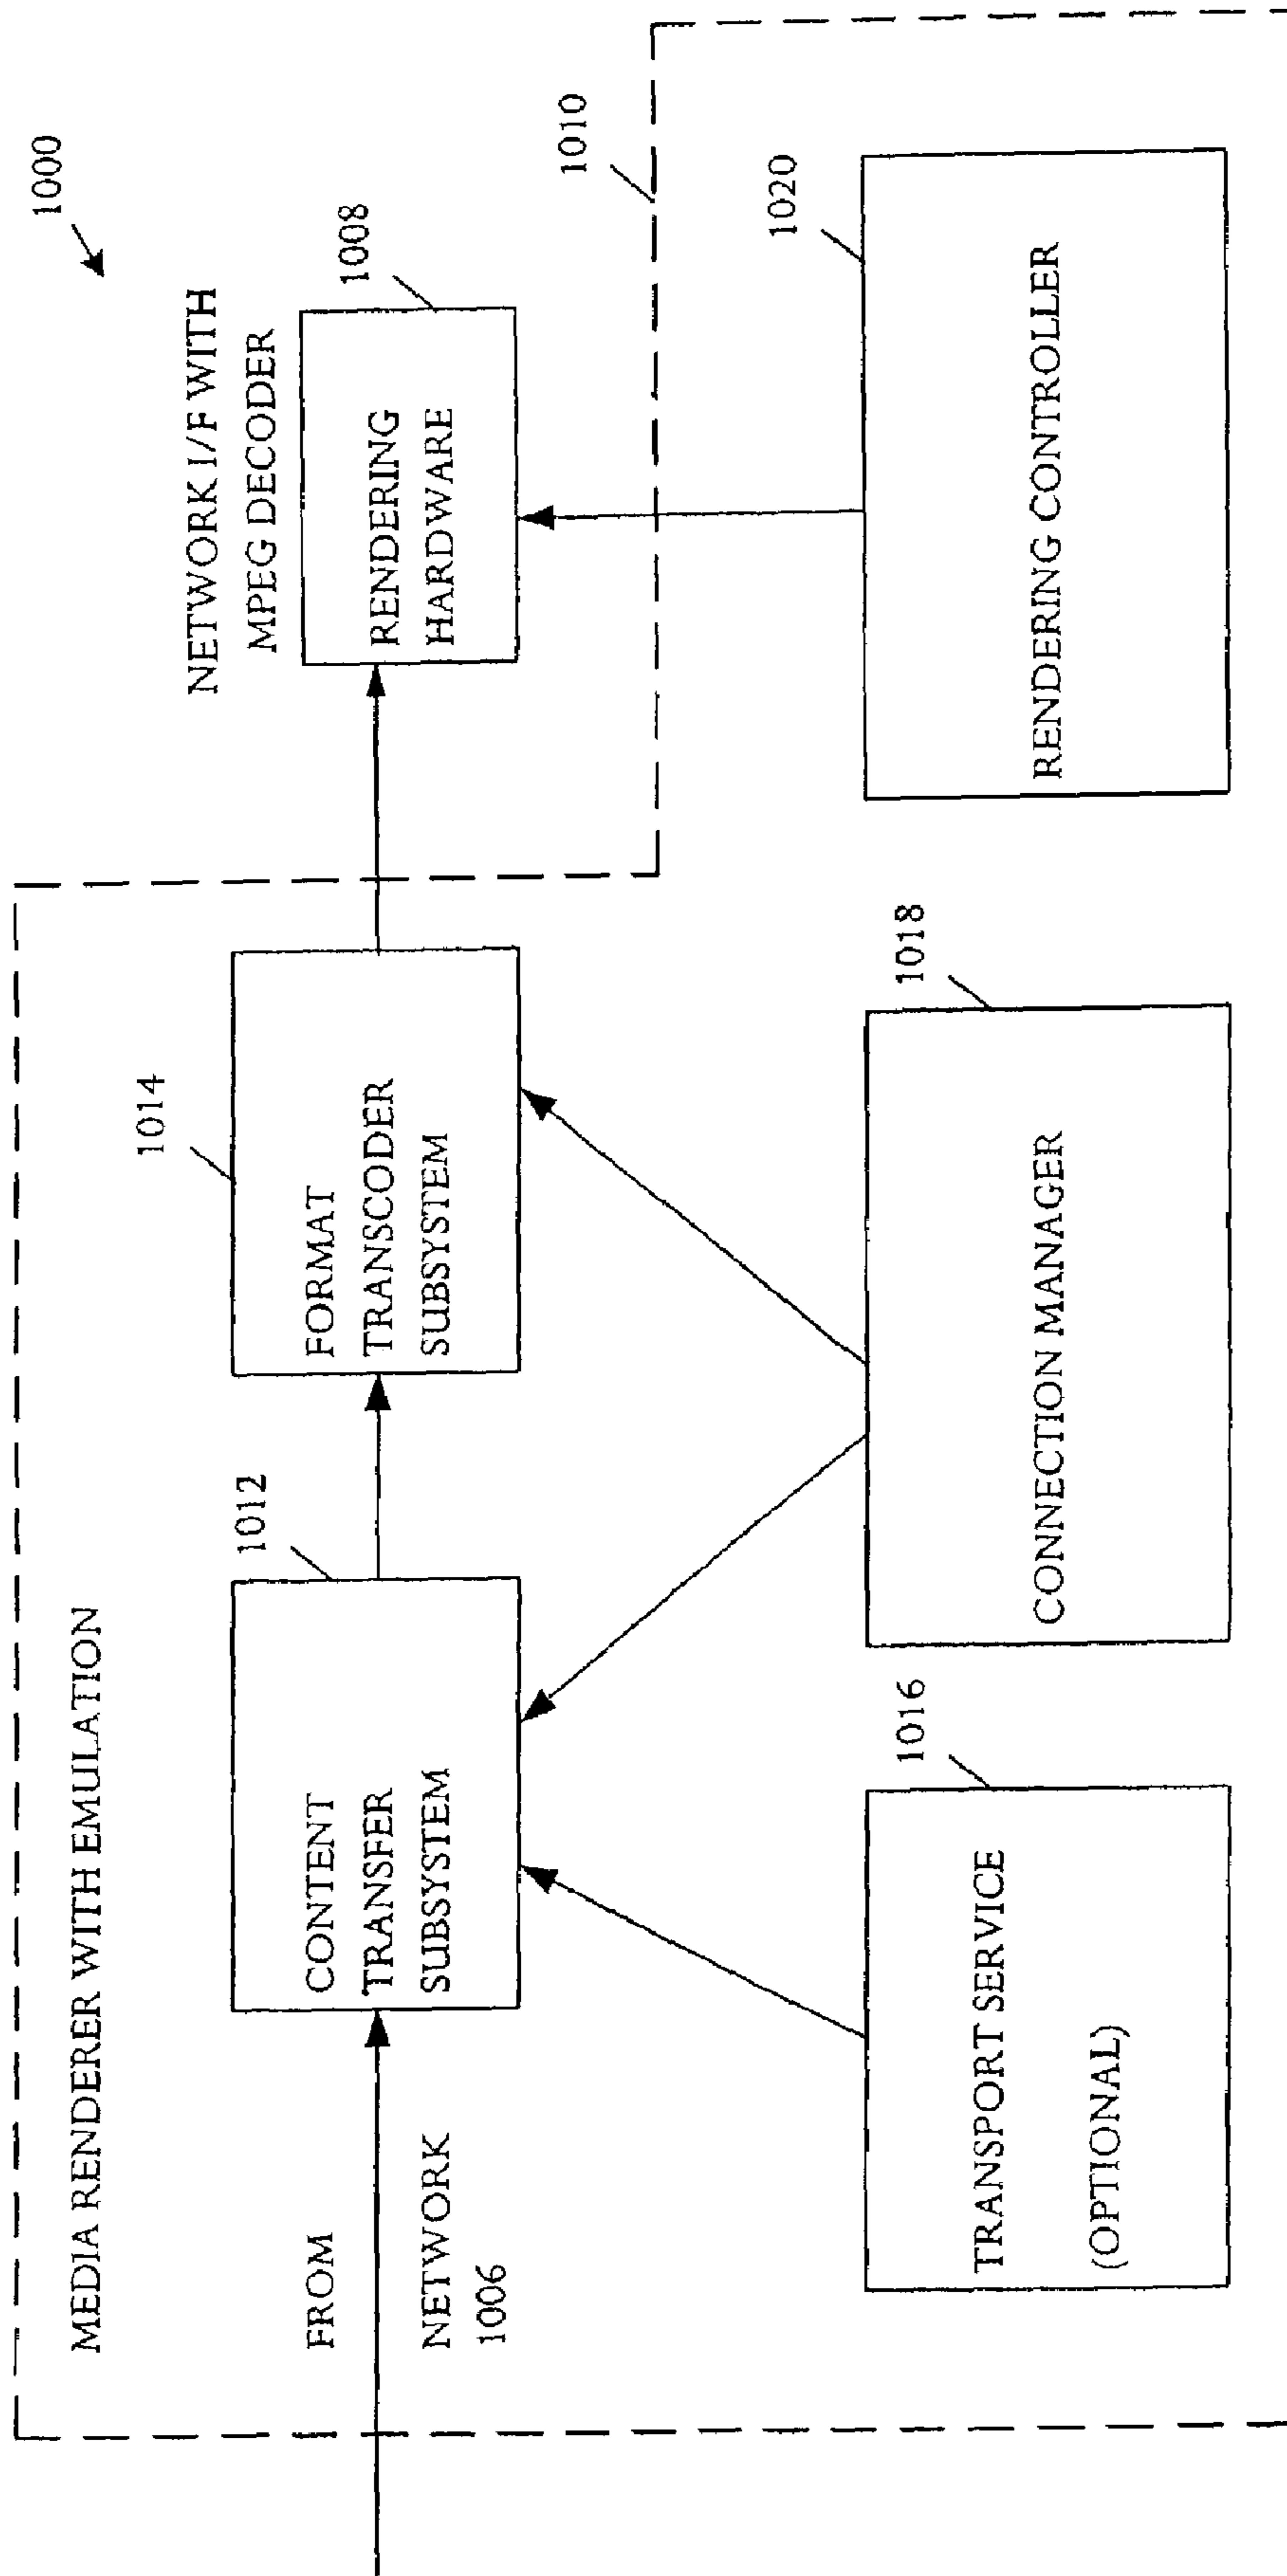 MEDIA RENDERER WITH EMULATION
1000
NETWORK I/F WITH
MPEG DECODER
FROM
NETWORK
1006
1012
CONTENT
TRANSFER
SUBSYSTEM
1014
FORMAT
TRANSCODER
SUBSYSTEM
1008
RENDERING
HARDWARE
1010
1016
TRANSPORT SERVICE
(OPTIONAL)
1018
CONNECTION MANAGER
1020
RENDERING CONTROLLER